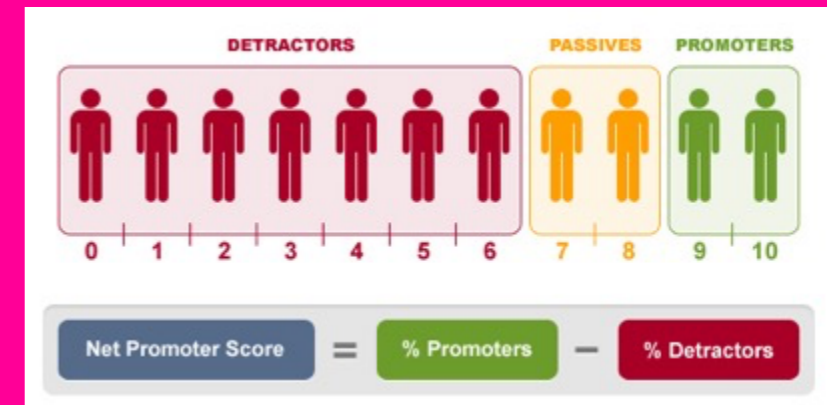 DETRACTORS PASSIVES PROMOTERS
0 1 2 3 4 5 6 7 8 9 10
Net Promoter Score = % Promoters – % Detractors